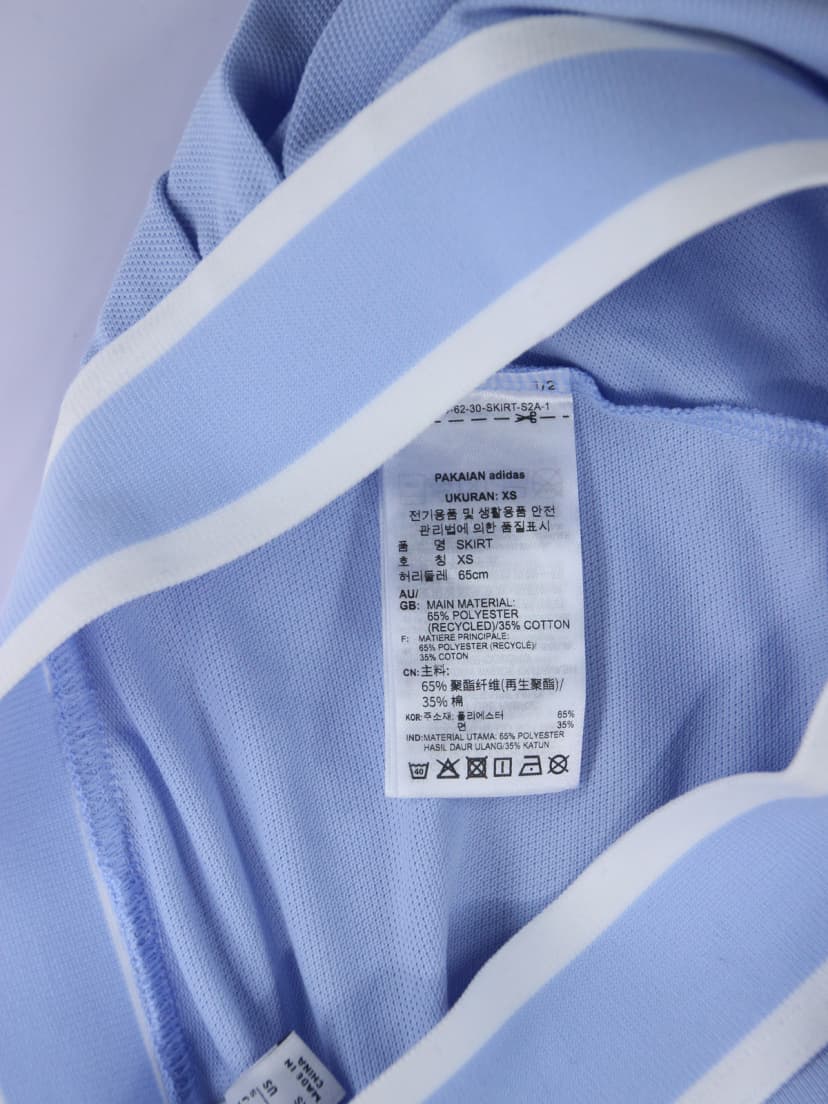 1/2
-62-30-SKIRT-S2A-1
PAKAIAN adidas
UKURAN: XS
전기용품 및 생활용품 안전
관리법에 의한 품질표시
품 명 SKIRT
호 칭 XS
허리둘레 65cm
AU/
GB: MAIN MATERIAL:
65% POLYESTER
(RECYCLED)/35% COTTON
F: MATIERE PRINCIPALE:
65% POLYESTER (RECYCLÉ)/
35% COTON
CN: 主料:
65% 聚酯纤维(再生聚酯)/
35% 棉
KOR: 주소재: 폴리에스터 65%
면 35%
IND: MATERIAL UTAMA: 65% POLYESTER
HASIL DAUR ULANG/35% KATUN
40
MADE IN
CHINA
US